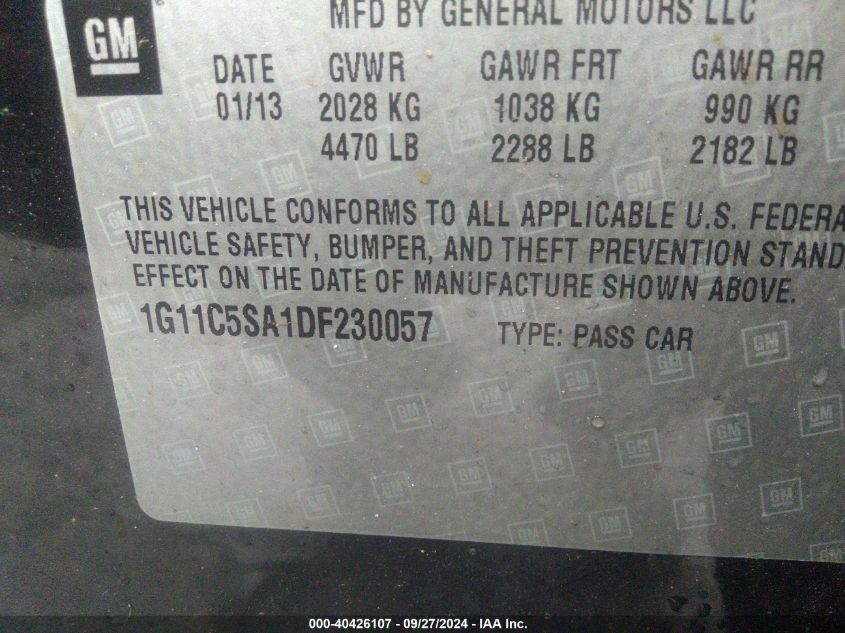 MFD BY GENERAL MOTORS LLC
GM
DATE GVWR GAWR FRT GAWR RR
01/13 2028 KG 1038 KG 990 KG
4470 LB 2288 LB 2182 LB
THIS VEHICLE CONFORMS TO ALL APPLICABLE U.S. FEDERA
VEHICLE SAFETY, BUMPER, AND THEFT PREVENTION STAND
EFFECT ON THE DATE OF MANUFACTURE SHOWN ABOVE.
1G11C5SA1DF230057 TYPE: PASS CAR
000-40426107 - 09/27/2024 - IAA Inc.